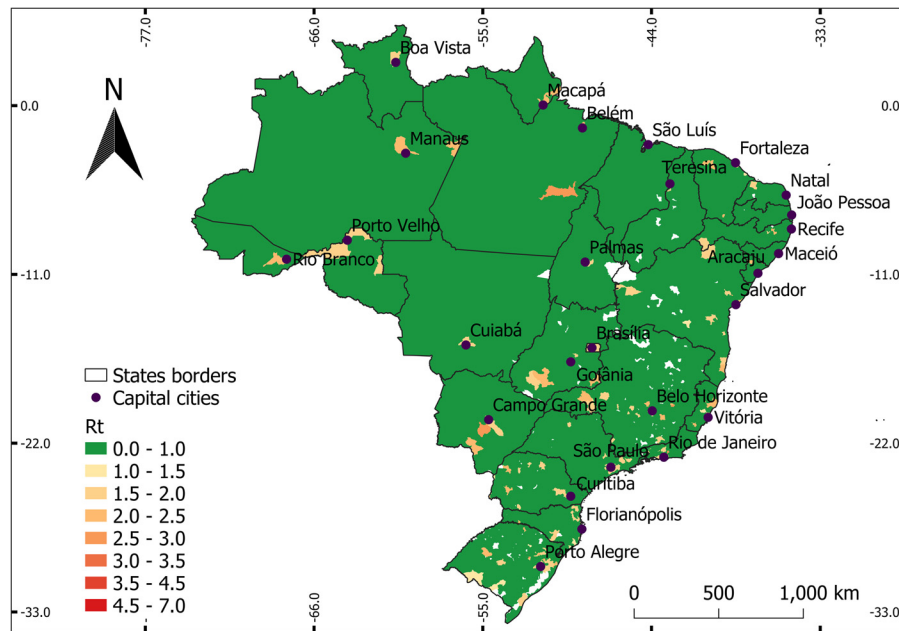 -77.0
-66.0
-55.0
-44.0
-33.0
Boa Vista
N
Macapá
0.0
0.0
Belém
São Luís
Manaus
Fortaleza
Teresina
Natal
João Pessoa
Porto Velho
Recife
Palmas
Rio Branco
Aracaju
Maceió
-11.0
-11.0
Salvador
Cuiabá
Brasília
States borders
Goiânia
Capital cities
Campo Grande
Belo Horizonte
Vitória
Rt
-22.0
-22.0
0.0 - 1.0
São Paulo
Rio de Janeiro
1.0 - 1.5
1.5 - 2.0
Curitiba
2.0 - 2.5
Florianópolis
2.5 - 3.0
3.0 - 3.5
Porto Alegre
3.5 - 4.5
0 500 1,000 km
4.5 - 7.0
-33.0
-33.0
-77.0
-66.0
-55.0
-44.0
-33.0